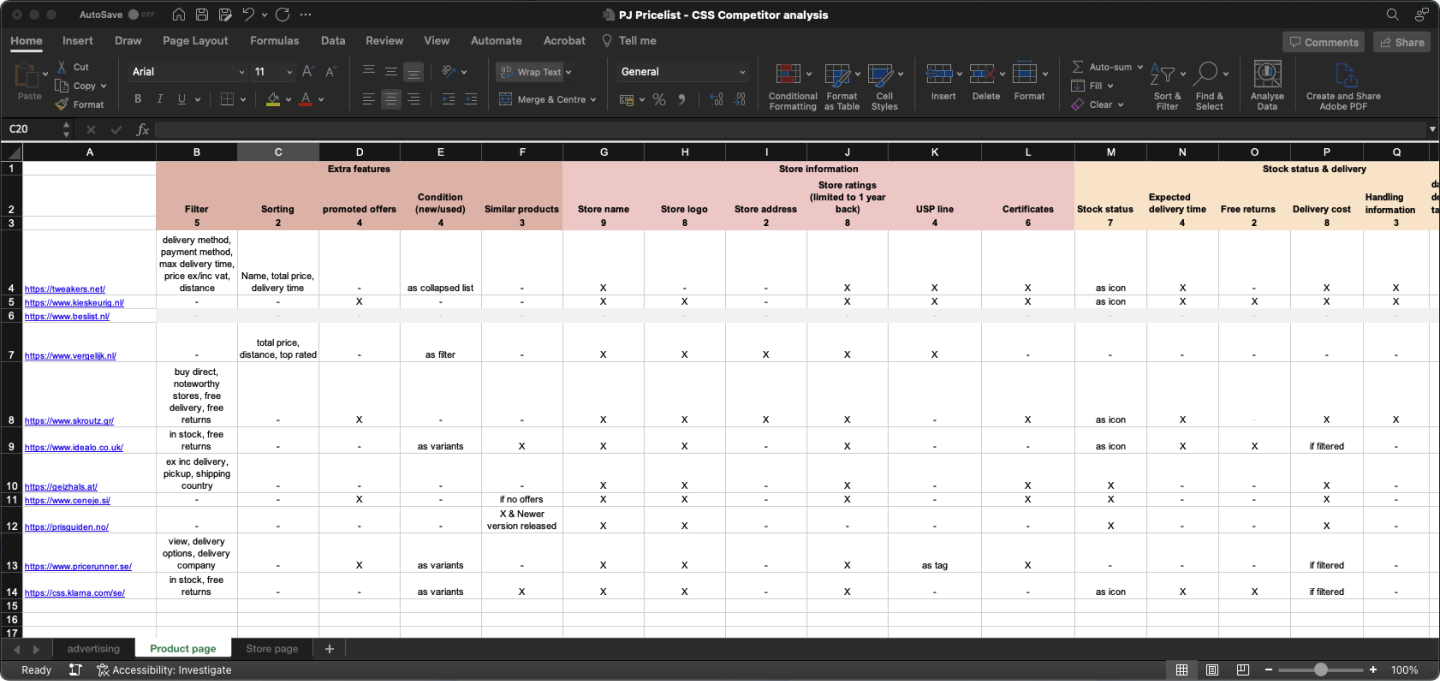 AutoSave OFF
PJ Pricelist - CSS Competitor analysis
Home Insert Draw Page Layout Formulas Data Review View Automate Acrobat Tell me Comments Share
Paste Cut Copy Format
Arial 11
B I U
Wrap Text
Merge & Centre
General
Conditional Formatting
Format as Table
Cell Styles
Insert Delete Format
Auto-sum Fill Clear
Sort & Filter
Find & Select
Analyse Data
Create and Share Adobe PDF
C20 fx
A B C D E F G H I J K L M N O P Q
1 Extra features Store information Stock status & delivery
2 Filter Sorting promoted offers Condition (new/used) Similar products Store name Store logo Store address Store ratings (limited to 1 year back) USP line Certificates Stock status Expected delivery time Free returns Delivery cost Handling information
3 5 2 4 4 3 9 8 2 8 4 6 7 4 2 8 3
4 https://tweakers.net/ delivery method, payment method, max delivery time, price ex/inc vat, distance Name, total price, delivery time - as collapsed list - X - - X X X as icon X - X X
5 https://www.kieskeurig.nl/ - - X - - X X - X X X as icon X X X X
6 https://www.beslist.nl/ - - - - - - - - - - - - - - - -
7 https://www.vergelijk.nl/ - total price, distance, top rated - as filter - X X X X X - - - - - -
8 https://www.skroutz.gr/ buy direct, noteworthy stores, free delivery, free returns - X - - X X X X - X as icon X - X X
9 https://www.idealo.co.uk/ in stock, free returns - - as variants X X X - X - - as icon X X if filtered -
10 https://geizhals.at/ ex inc delivery, pickup, shipping country - - - - X X - X - X X - - X -
11 https://www.ceneje.si/ - - X - if no offers X X - X - X X - - X -
12 https://prisguiden.no/ - - - - X & Newer version released X X - - - - X - - X -
13 https://www.pricerunner.se/ view, delivery options, delivery company - X as variants - X X - X as tag X - - - if filtered -
14 https://css.klarna.com/se/ in stock, free returns - - as variants X X X - X - - as icon X X if filtered -
15
16
17
advertising Product page Store page +
Ready Accessibility: Investigate 100%